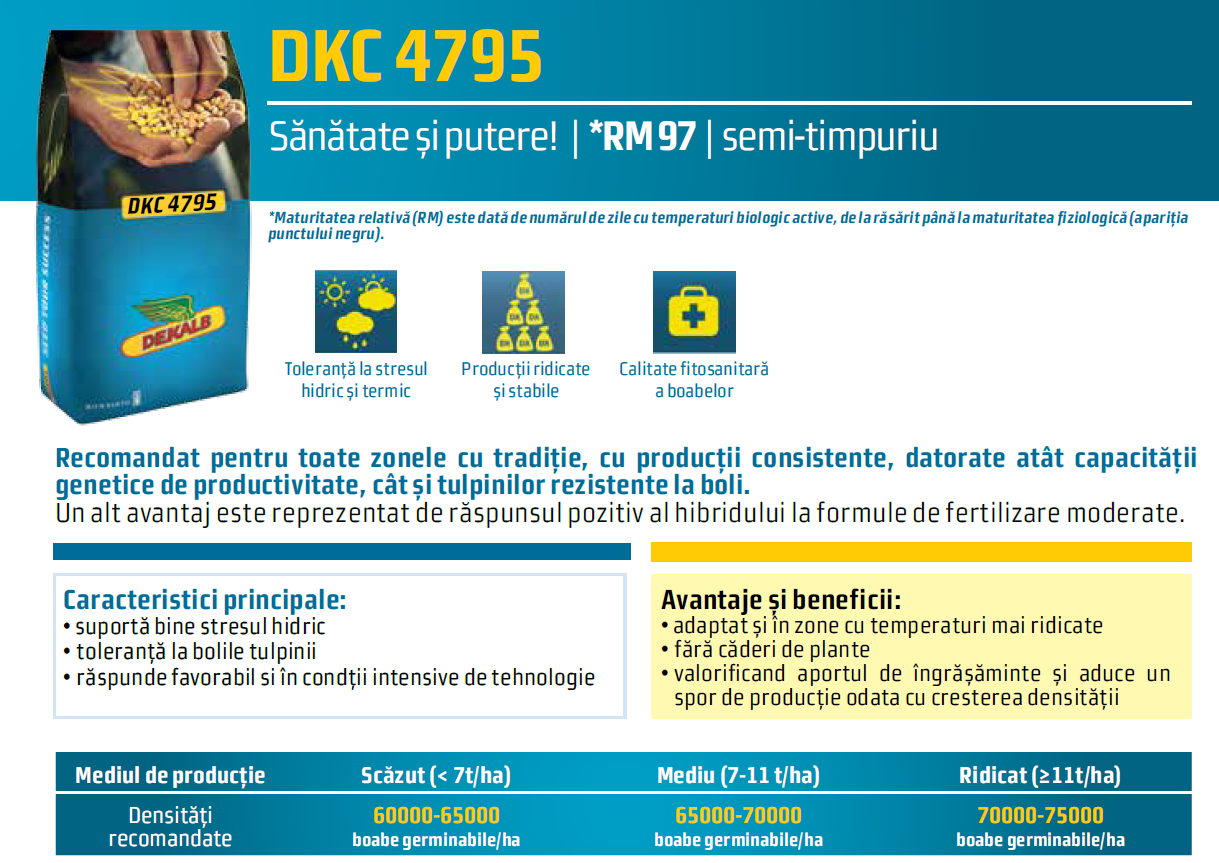 DKC 4795
Sănătate și putere! | *RM 97 | semi-timpuriu
DKC 4795
SEED YOUR SUCCESS
DEKALB
MONSANTO
*Maturitatea relativă (RM) este dată de numărul de zile cu temperaturi biologic active, de la răsărit până la maturitatea fiziologică (apariția
punctului negru).
Toleranță la stresul
hidric și termic
Producții ridicate
și stabile
Calitate fitosanitară
a boabelor
Recomandat pentru toate zonele cu tradiție, cu producții consistente, datorate atât capacității
genetice de productivitate, cât și tulpinilor rezistente la boli.
Un alt avantaj este reprezentat de răspunsul pozitiv al hibridului la formule de fertilizare moderate.
Caracteristici principale:
• suportă bine stresul hidric
• toleranță la bolile tulpinii
• răspunde favorabil si în condții intensive de tehnologie
Avantaje și beneficii:
• adaptat și în zone cu temperaturi mai ridicate
• fără căderi de plante
• valorificand aportul de îngrășăminte și aduce un
spor de producție odata cu cresterea densității
Mediul de producție Scăzut (< 7t/ha) Mediu (7-11 t/ha) Ridicat (≥11t/ha)
Densități 60000-65000 65000-70000 70000-75000
recomandate boabe germinabile/ha boabe germinabile/ha boabe germinabile/ha